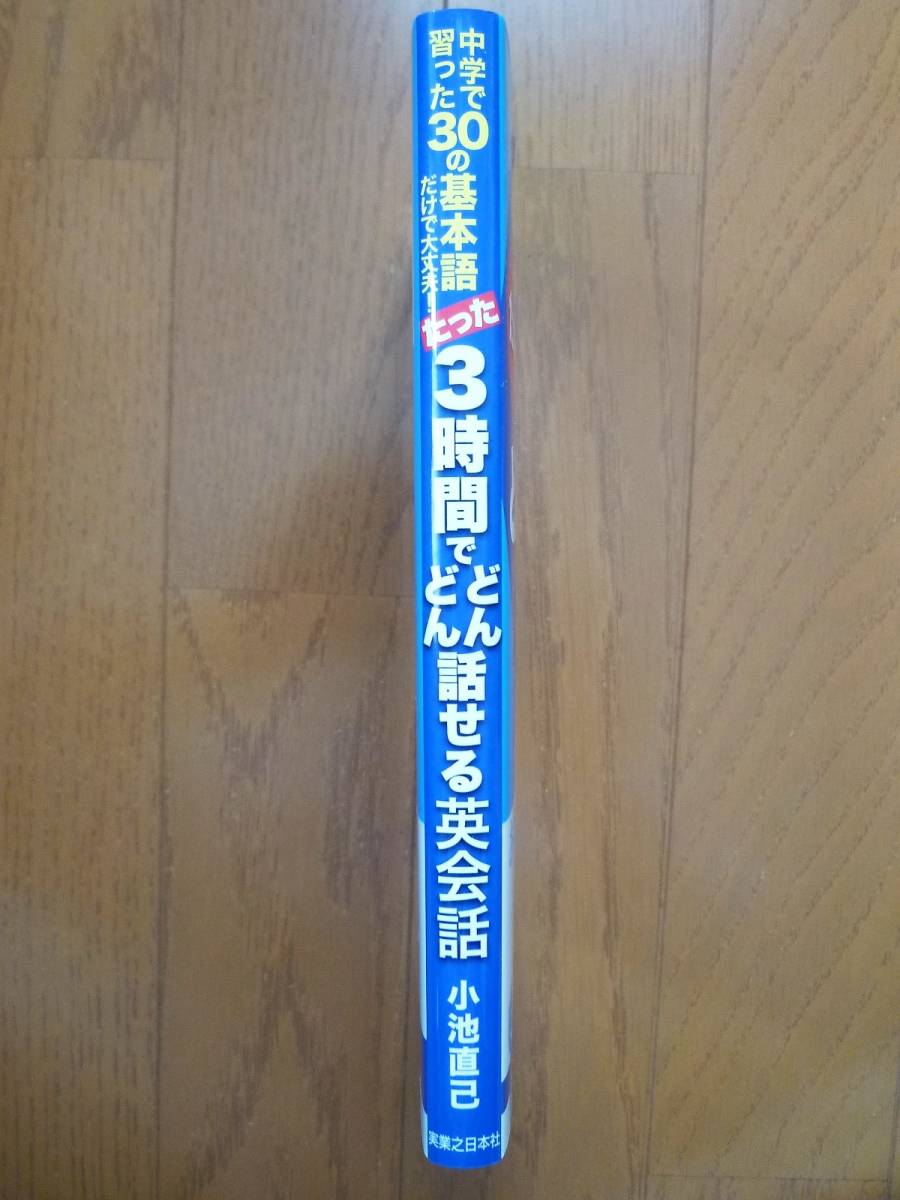 中学で
習った
30の基本語
だけで大丈夫!
たった
3時間で
どん
どん
話せる英会話
小池直己
実業之日本社